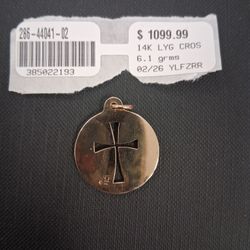 286-44041-02
385022193
$ 1099.99
14K LYG CROS
6.1 grms
02/26 YLFZRR